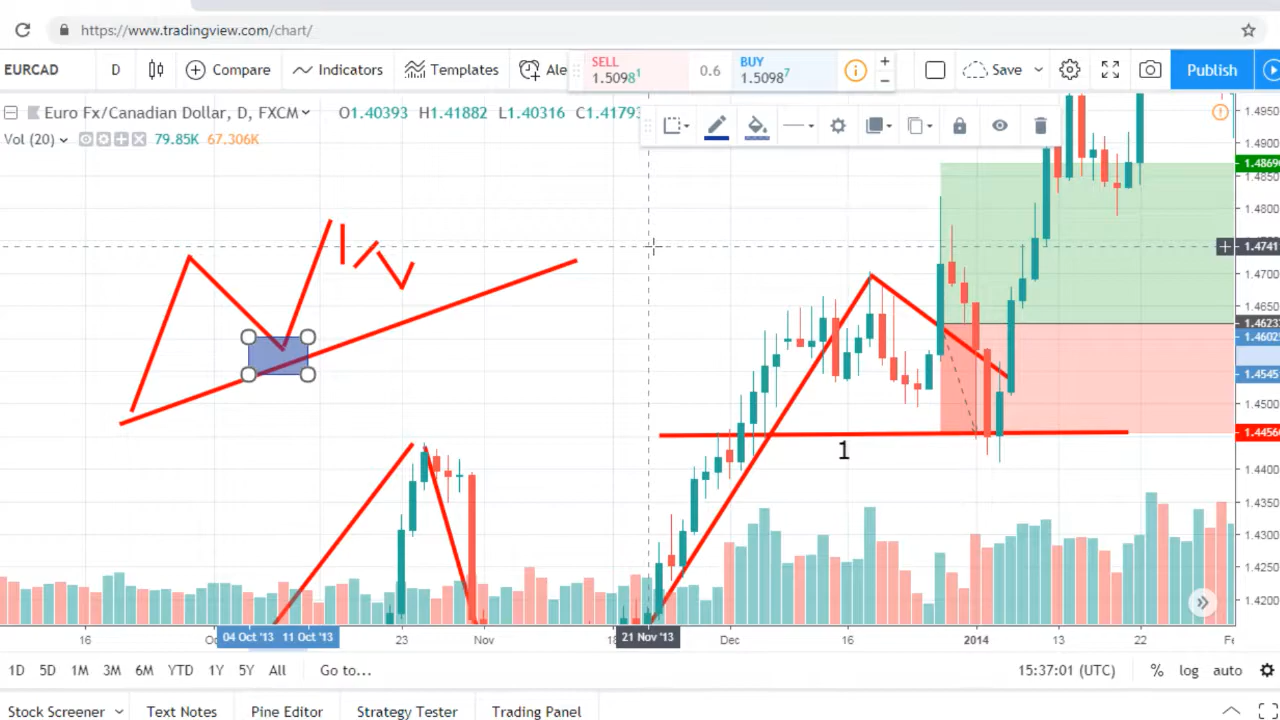 https://www.tradingview.com/chart/
EURCAD D Compare Indicators Templates Ale SELL 1.50981 0.6 BUY 1.50987 Save Publish
Euro Fx/Canadian Dollar, D, FXCM O1.40393 H1.41882 L1.40316 C1.41793
Vol (20) 79.85K 67.306K
1.4950
1.4900
1.4869
1.4850
1.4800
1.4741
1.4700
1.4650
1.4623
1.4602
1.4545
1.4500
1.4456
1.4400
1.4350
1.4300
1.4250
1.4200
1
16 04 Oct '13 11 Oct '13 23 Nov 18 21 Nov '13 Dec 16 2014 13 22 Fe
1D 5D 1M 3M 6M YTD 1Y 5Y All Go to... 15:37:01 (UTC) % log auto
Stock Screener Text Notes Pine Editor Strategy Tester Trading Panel